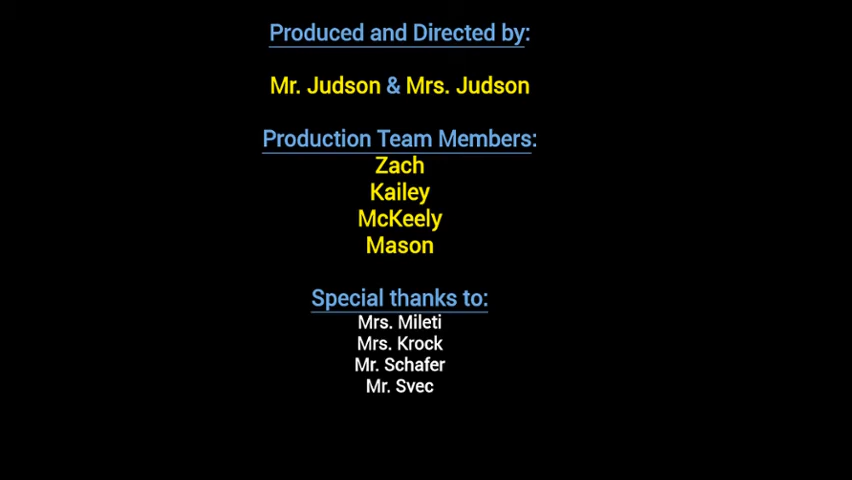 Produced and Directed by:
Mr. Judson & Mrs. Judson
Production Team Members:
Zach
Kailey
McKeely
Mason
Special thanks to:
Mrs. Mileti
Mrs. Krock
Mr. Schafer
Mr. Svec